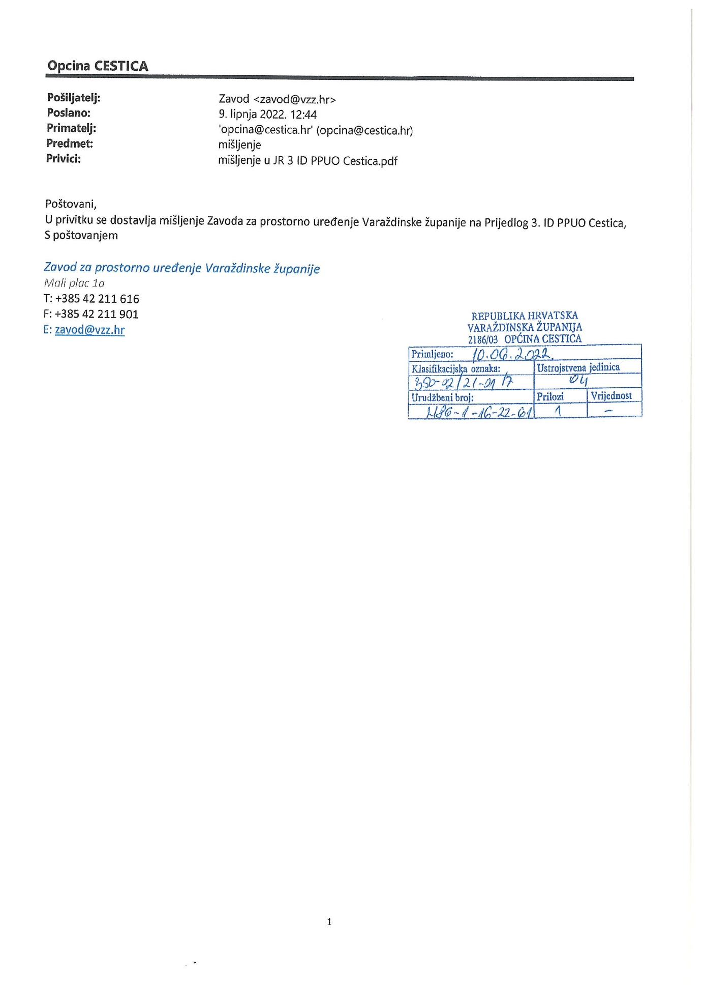 Opcina CESTICA
Pošiljatelj: Zavod <zavod@vzz.hr>
Poslano: 9. lipnja 2022. 12:44
Primatelj: 'opcina@cestica.hr' (opcina@cestica.hr)
Predmet: mišljenje
Privici: mišljenje u JR 3 ID PPUO Cestica.pdf
Poštovani,
U privitku se dostavlja mišljenje Zavoda za prostorno uređenje Varaždinske županije na Prijedlog 3. ID PPUO Cestica,
S poštovanjem
Zavod za prostorno uređenje Varaždinske županije
Mali plac 1a
T: +385 42 211 616
F: +385 42 211 901
E: zavod@vzz.hr
REPUBLIKA HRVATSKA
VARAŽDINSKA ŽUPANIJA
2186/03 OPĆINA CESTICA
Primljeno: 10.06.2022.
Klasifikacijska oznaka: Ustrojstvena jedinica
350-02/21-01/7 04
Urudžbeni broj: Prilozi Vrijednost
2186-1-16-22-61 1 –
1